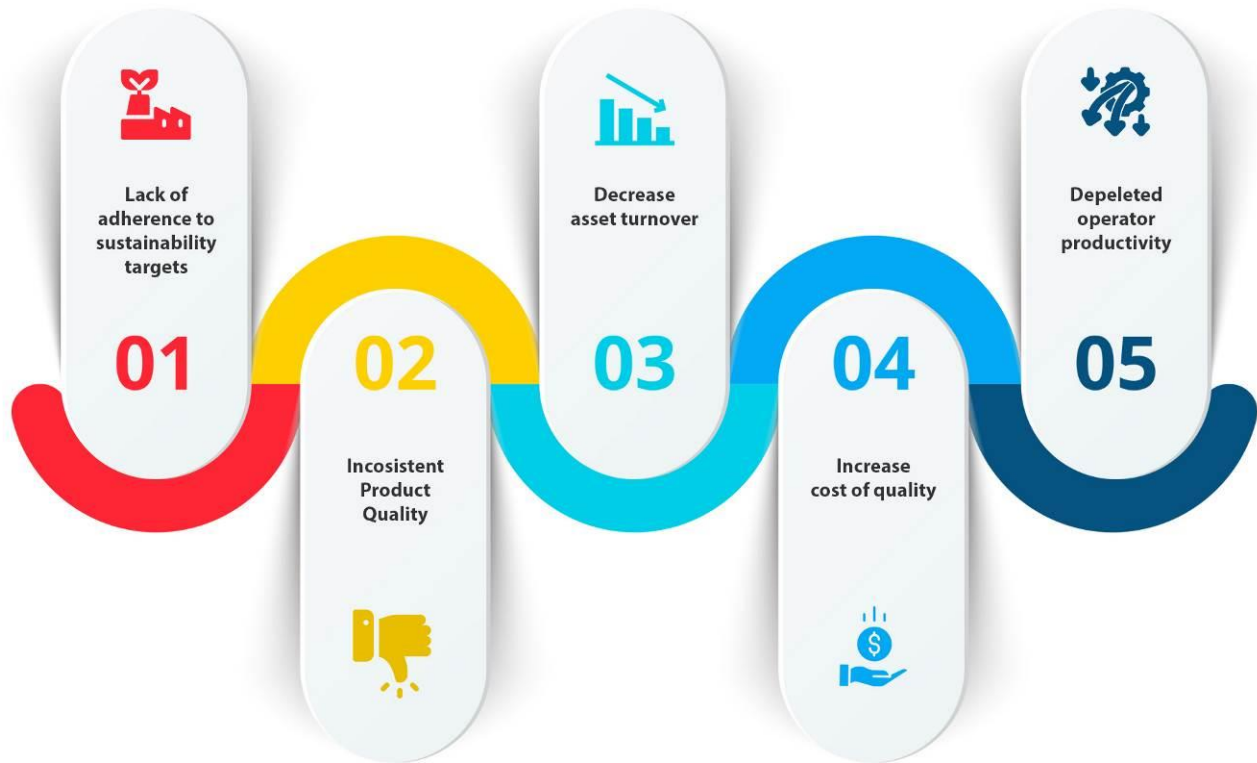 Lack of
adherence to
sustainability
targets
01
02
Incosistent
Product
Quality
Decrease
asset turnover
03
04
Increase
cost of quality
$
Depeleted
operator
productivity
05